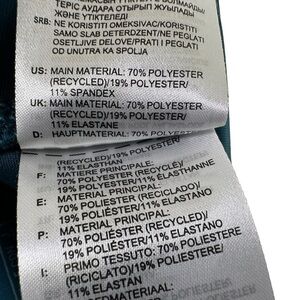 ТЕРІС АУДАРА ОТЫРЫП ЖУЫЛАДЫ
ЖӘНЕ ҮТІКТЕЛЕДІ
SRB: NE KORISTITI OMEKSIVAC/KORISTITI
SAMO SLAB DETERDZENT/NE PEGLATI
OSETLJIVE DELOVE/PRATI I PEGLATI
OD UNUTRA KA SPOLJA
US: MAIN MATERIAL: 70% POLYESTER
(RECYCLED)/19% POLYESTER/
11% SPANDEX
UK: MAIN MATERIAL: 70% POLYESTER
(RECYCLED)/19% POLYESTER/
11% ELASTANE
D: HAUPTMATERIAL: 70% POLYESTER
(RECYCLED)/19% POLYESTER/
11% ELASTHAN
F: MATIERE PRINCIPALE:
70% POLYESTER (RECYCLÉ)/
19% POLYESTER/11% ELASTHANNE
E: MATERIAL PRINCIPAL:
70% POLIÉSTER (RECICLADO)/
19% POLIÉSTER/11% ELASTANO
P: MATERIAL PRINCIPAL:
70% POLIÉSTER (RECICLADO)/
19% POLIÉSTER/11% ELASTANO
I: PRIMO TESSUTO: 70% POLIESTERE
(RICICLATO)/19% POLIESTERE/
11% ELASTAN